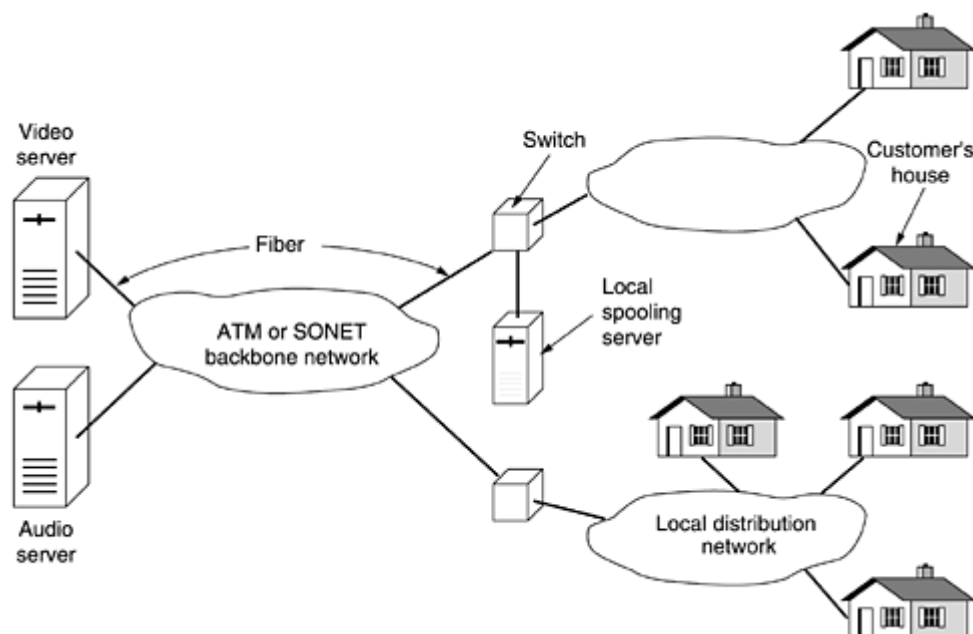 Video
server
Switch
Customer's
house
Fiber
ATM or SONET
backbone network
Local
spooling
server
Audio
server
Local distribution
network